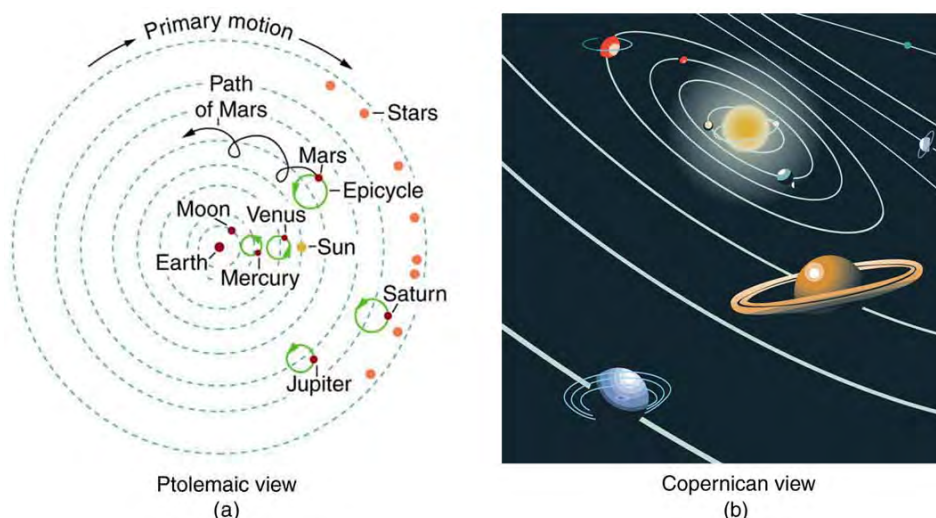 Primary motion
Path
of Mars
Stars
Mars
Epicycle
Moon
Venus
Sun
Earth
Mercury
Saturn
Jupiter
Ptolemaic view
(a)
Copernican view
(b)